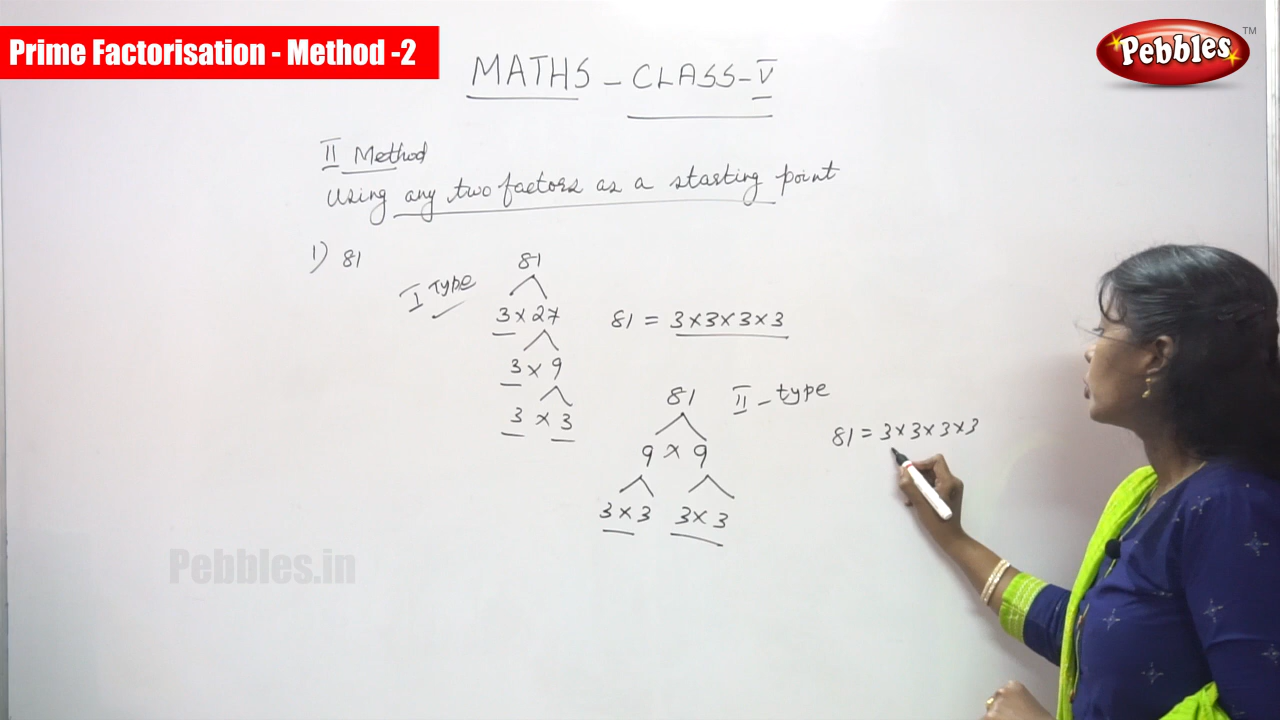 Prime Factorisation - Method -2
Pebbles TM
MATHS - CLASS - V
II Method
Using any two factors as a starting point
1) 81
I Type
81
3 × 27
3 × 9
3 × 3
81 = 3×3×3×3
81
II - type
9 × 9
3 × 3 3 × 3
81 = 3×3×3×3
Pebbles.in